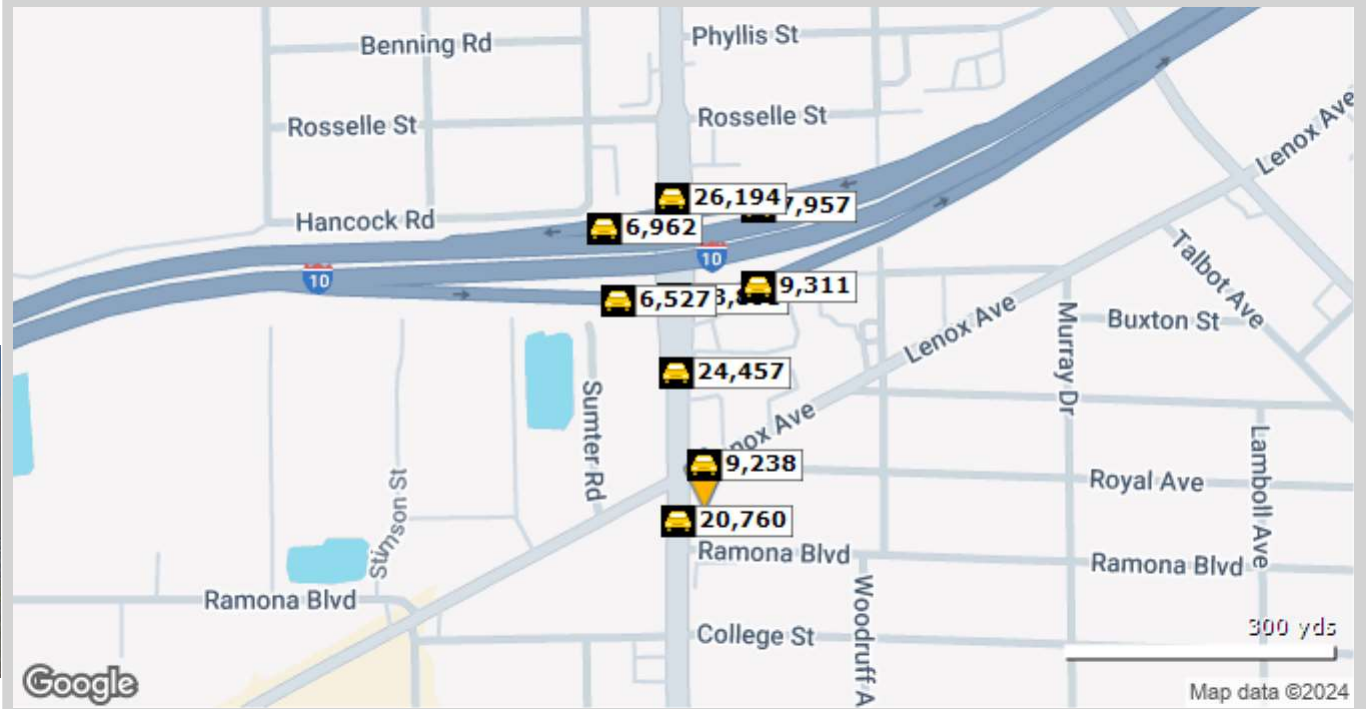 Benning Rd
Phyllis St
Rosselle St
Rosselle St
Lenox Ave
26,194
7,957
Hancock Rd
6,962
10
10
9,311
6,527
Talbot Ave
Lenox Ave
Murray Dr
Buxton St
24,457
Sumter Rd
9,238
Royal Ave
Lamboll Ave
Stimson St
20,760
Ramona Blvd
Ramona Blvd
Woodruff A
Ramona Blvd
College St
300 yds
Google
Map data ©2024